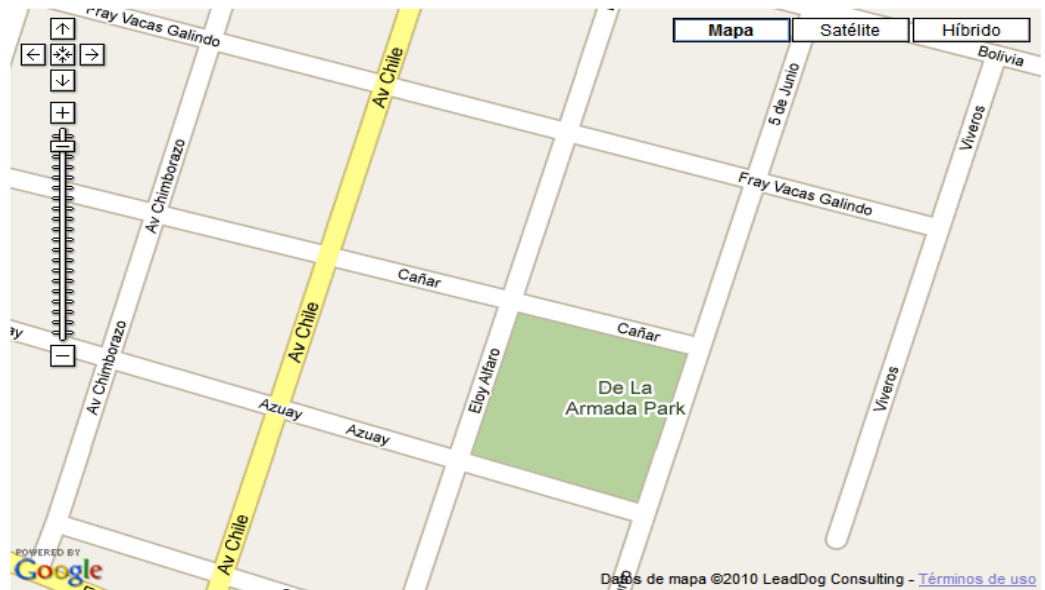 Fray Vacas Galindo
Mapa
Satélite
Híbrido
Bolivia
Av Chile
5 de Junio
Viveros
Av Chimborazo
Fray Vacas Galindo
Cañar
Av Chile
Cañar
Av Chimborazo
Eloy Alfaro
De La
Armada Park
Viveros
Azuay
Azuay
Av Chile
POWERED BY
Google
Datos de mapa ©2010 LeadDog Consulting - Términos de uso